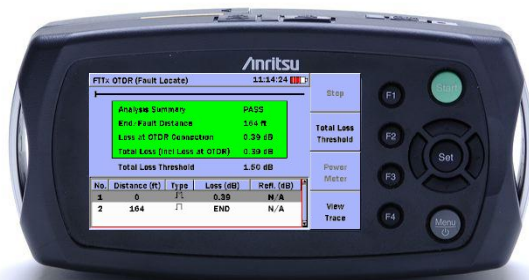 Anritsu
FTTx OTDR (Fault Locate) 11:14:24
Stop
Analysis Summary PASS
End/Fault Distance 164 ft
Loss at OTDR Connection 0.39 dB
Total Loss (Incl Loss at OTDR) 0.39 dB
Total Loss Threshold 1.50 dB
No. Distance (ft) Type Loss (dB) Refl. (dB)
1 0 0.39 N/A
2 164 END N/A
Total Loss
Threshold
Power
Meter
View
Trace
F1
F2
F3
F4
Start
Set
Menu